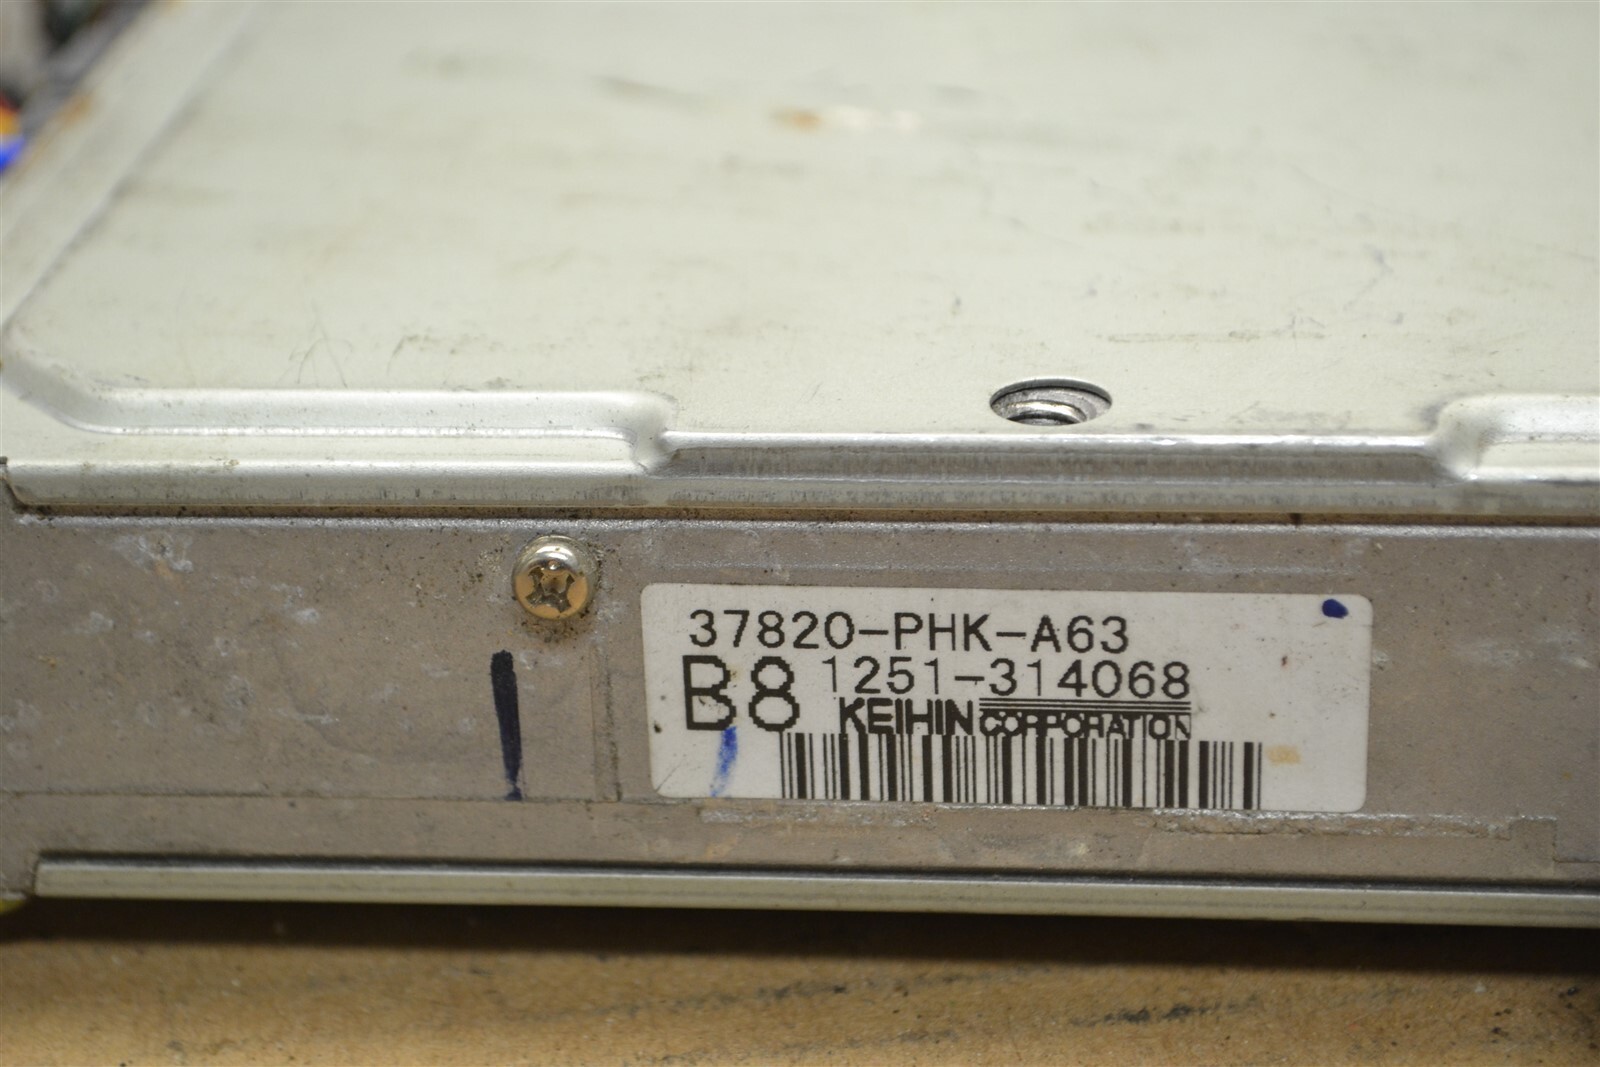 37820-PHK-A63
B8 1251-314068
KEIHIN CORPORATION